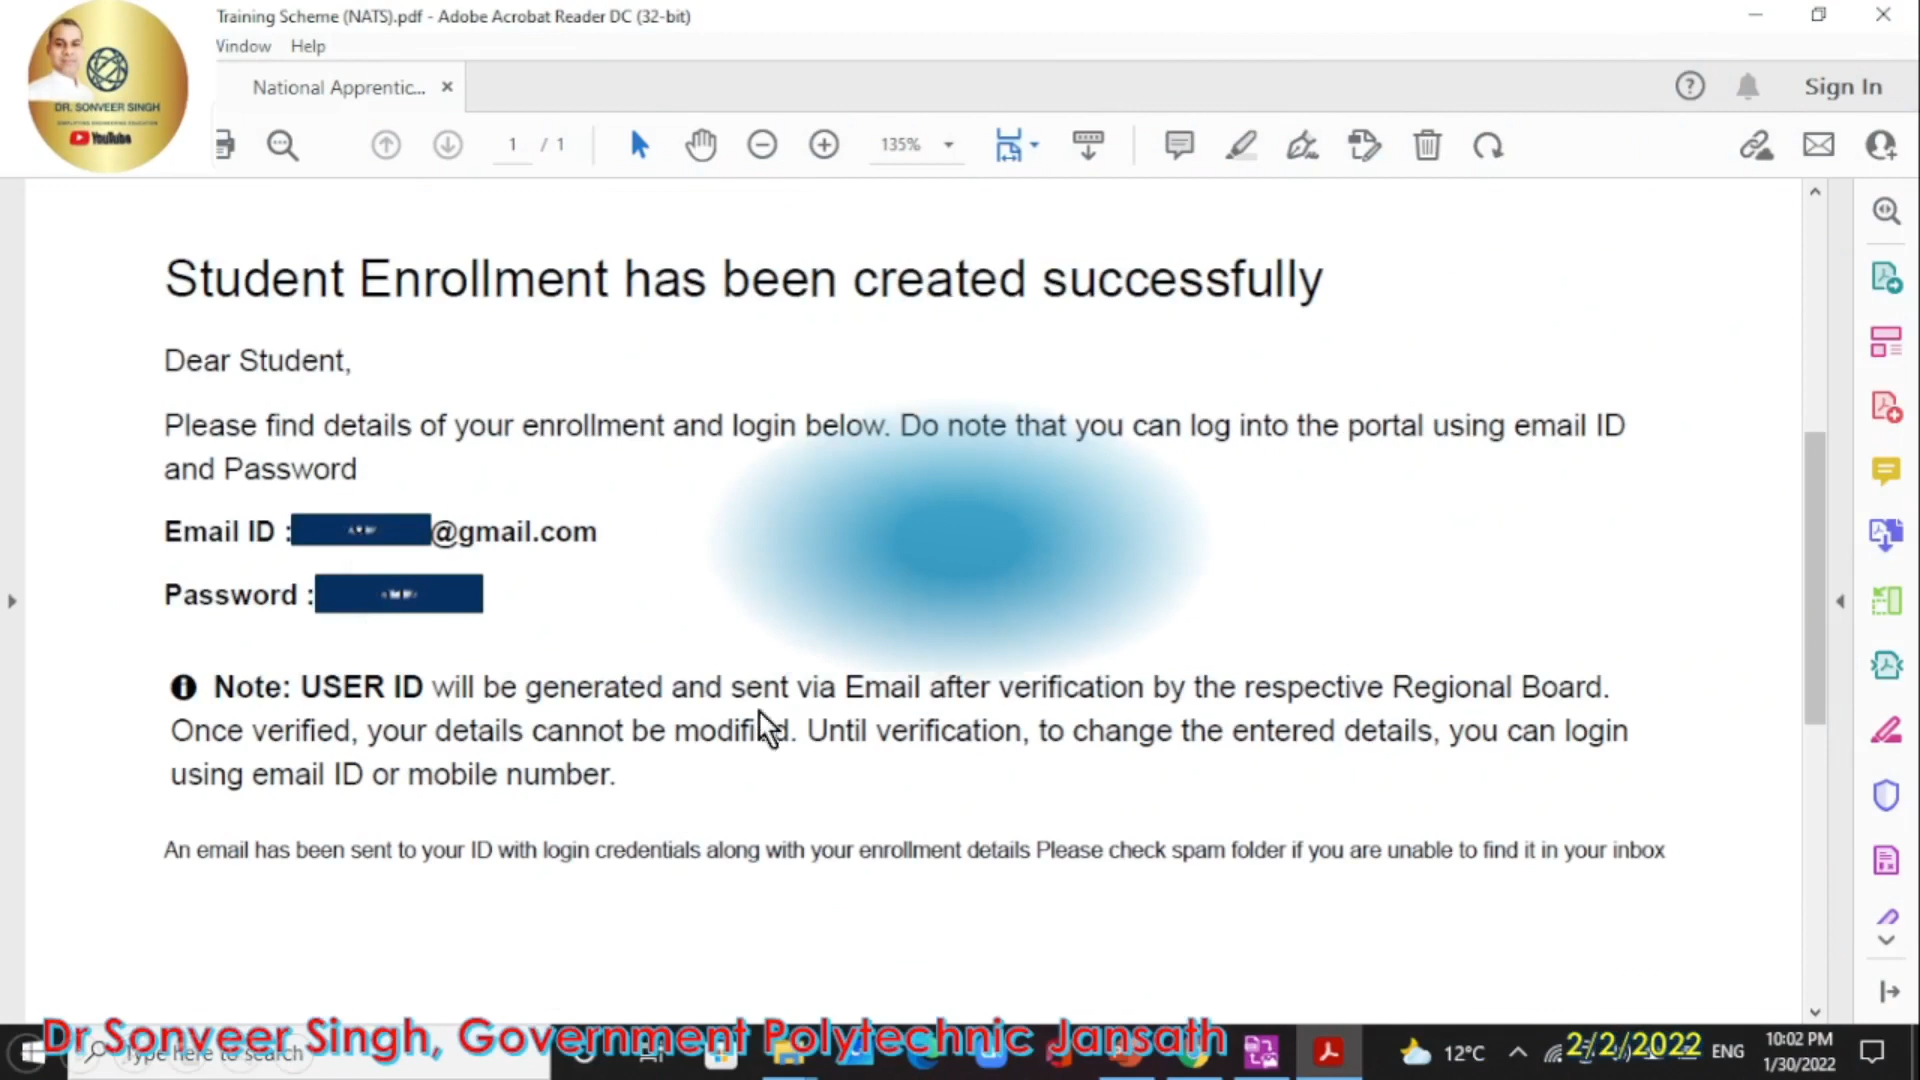 Training Scheme (NATS).pdf - Adobe Acrobat Reader DC (32-bit)
Window Help
National Apprentic...
Sign In
DR. SONVEER SINGH
YouTube
1 / 1
135%
Student Enrollment has been created successfully
Dear Student,
Please find details of your enrollment and login below. Do note that you can log into the portal using email ID
and Password
Email ID : @gmail.com
Password :
Note: USER ID will be generated and sent via Email after verification by the respective Regional Board.
Once verified, your details cannot be modified. Until verification, to change the entered details, you can login
using email ID or mobile number.
An email has been sent to your ID with login credentials along with your enrollment details Please check spam folder if you are unable to find it in your inbox
Dr Sonveer Singh, Government Polytechnic Jansath
Type here to search
12°C
2/2/2022
ENG
10:02 PM
1/30/2022